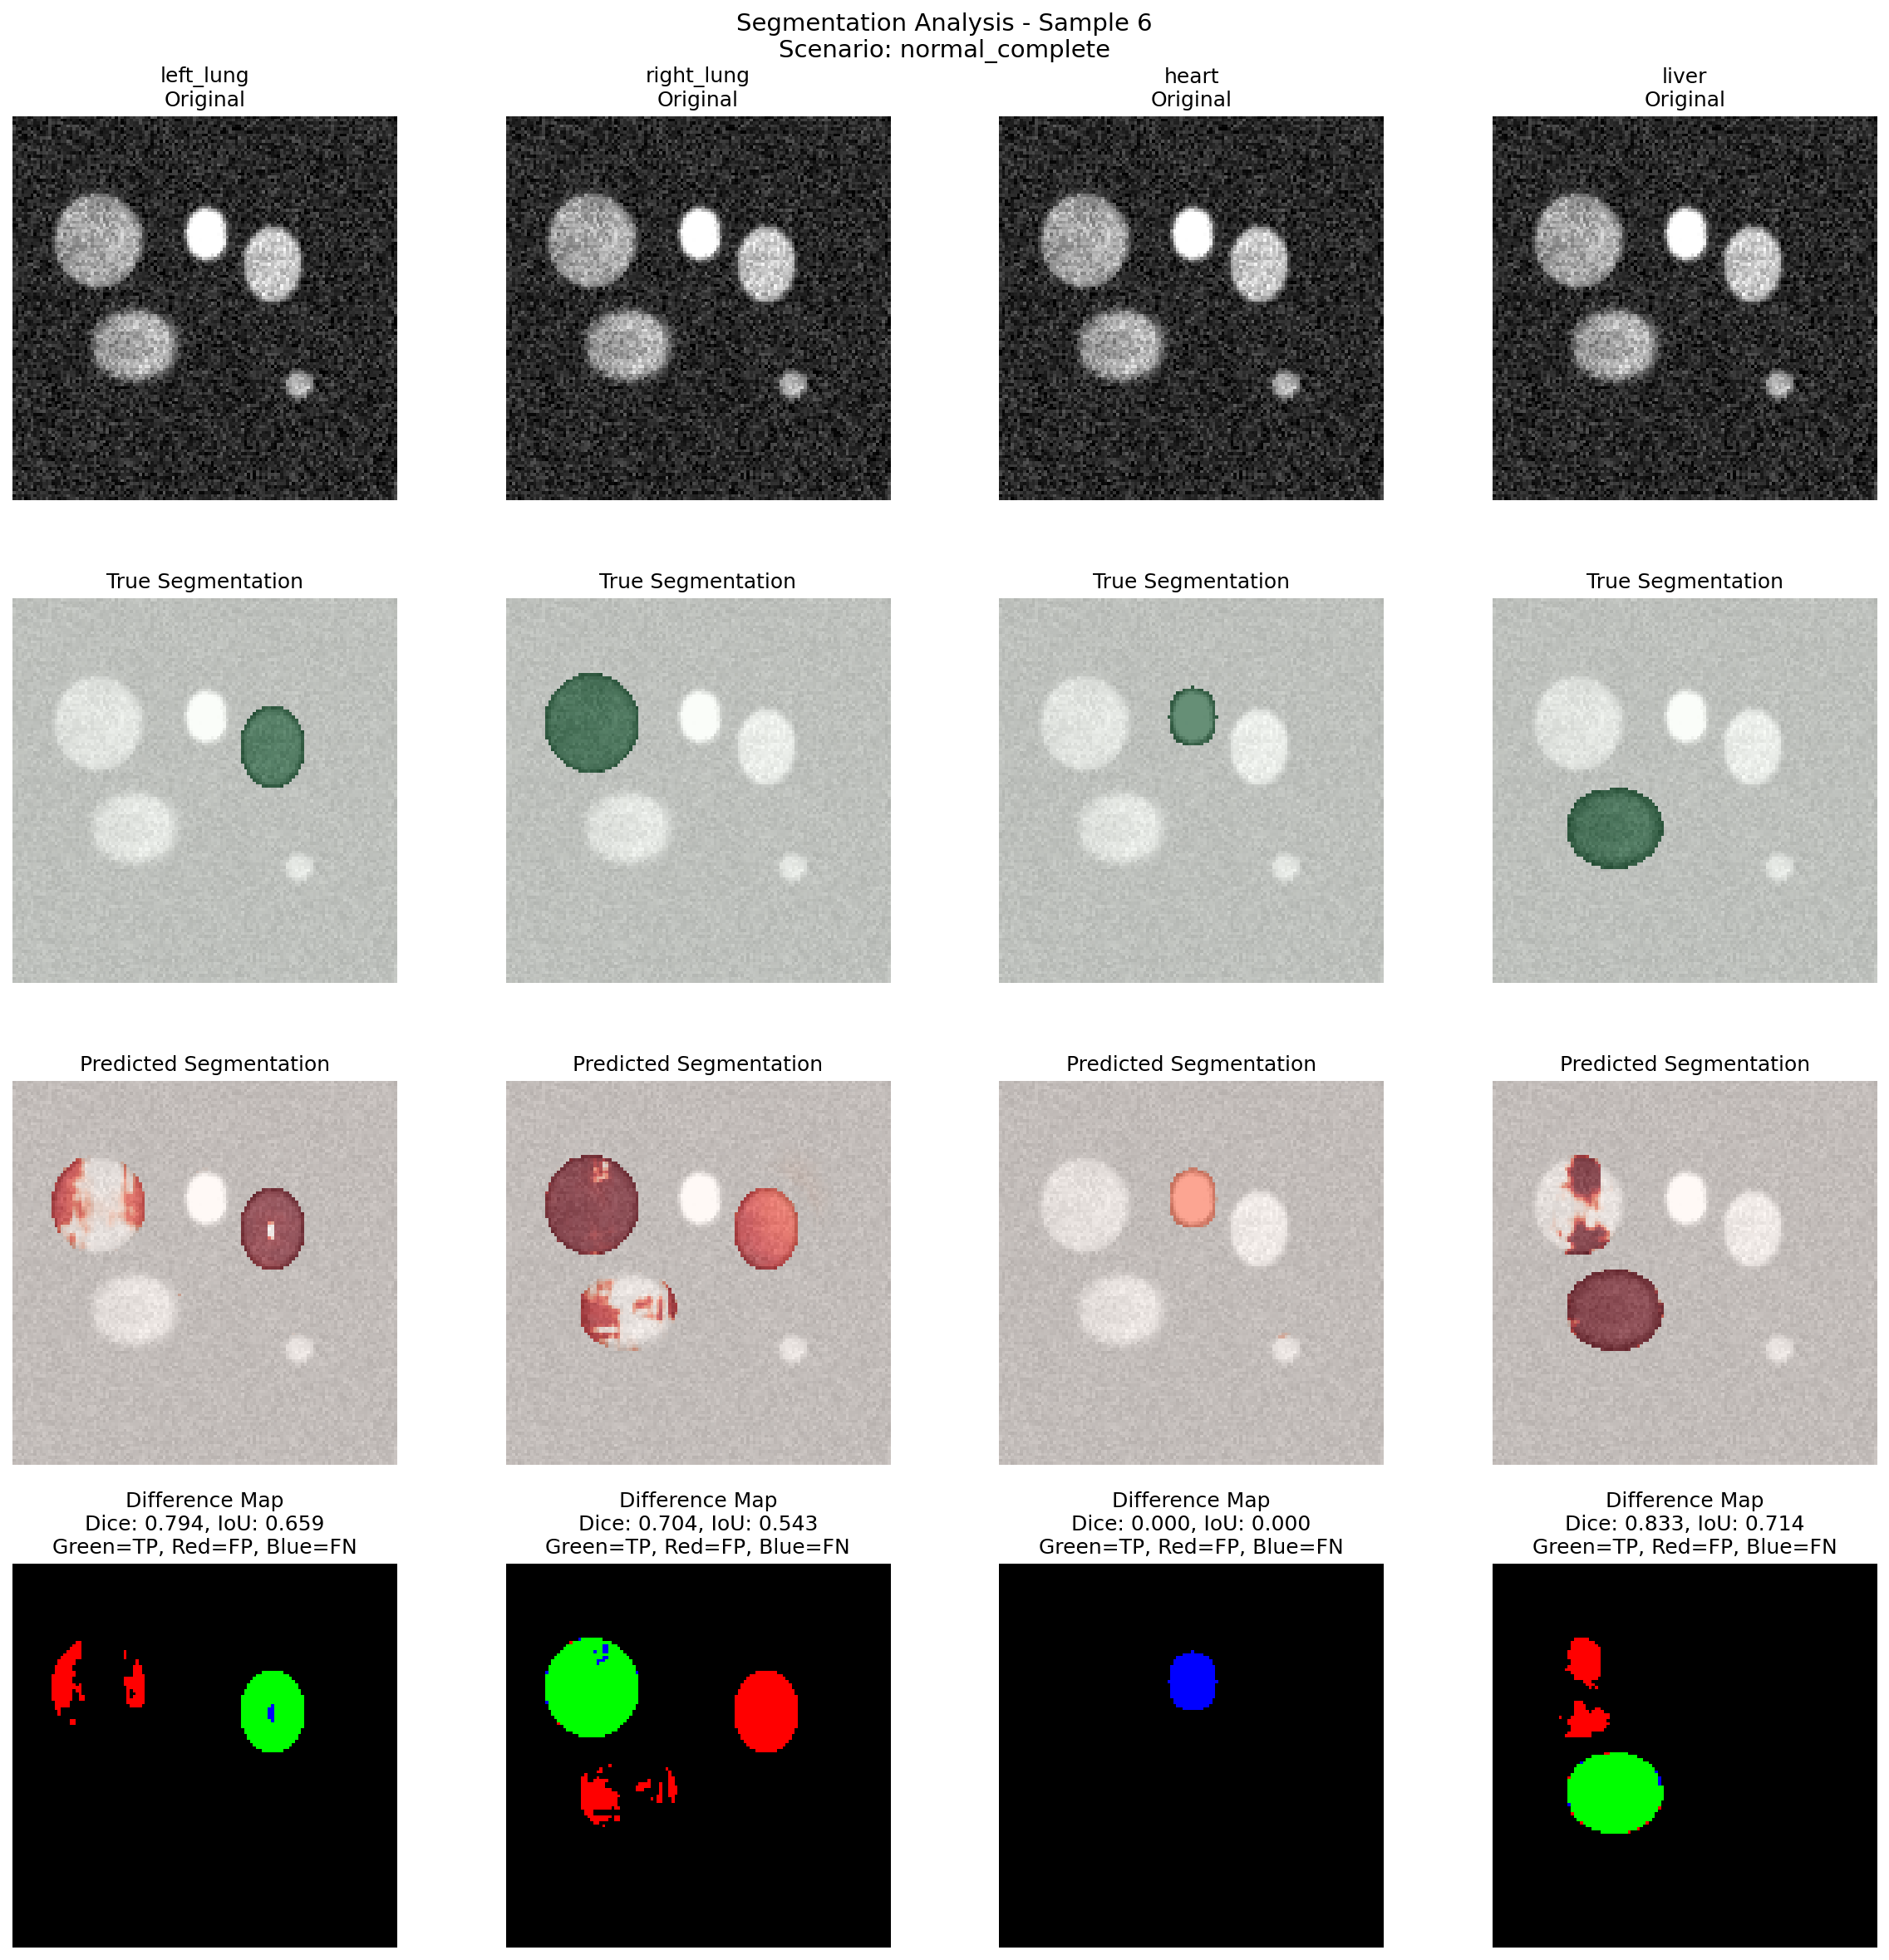 Segmentation Analysis - Sample 6
Scenario: normal_complete
left_lung
Original
right_lung
Original
heart
Original
liver
Original
True Segmentation
True Segmentation
True Segmentation
True Segmentation
Predicted Segmentation
Predicted Segmentation
Predicted Segmentation
Predicted Segmentation
Difference Map
Dice: 0.794, IoU: 0.659
Green=TP, Red=FP, Blue=FN
Difference Map
Dice: 0.704, IoU: 0.543
Green=TP, Red=FP, Blue=FN
Difference Map
Dice: 0.000, IoU: 0.000
Green=TP, Red=FP, Blue=FN
Difference Map
Dice: 0.833, IoU: 0.714
Green=TP, Red=FP, Blue=FN